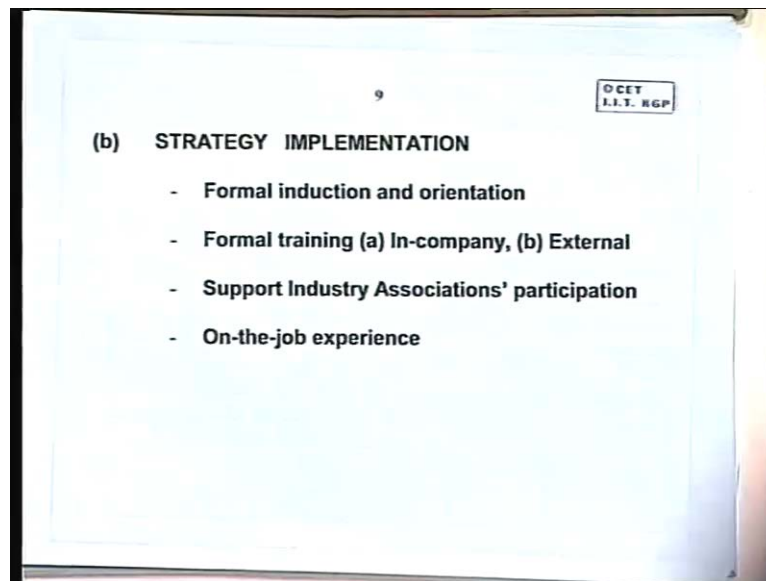 9
O CET
I.I.T. KGP
(b) STRATEGY IMPLEMENTATION
- Formal induction and orientation
- Formal training (a) In-company, (b) External
- Support Industry Associations' participation
- On-the-job experience